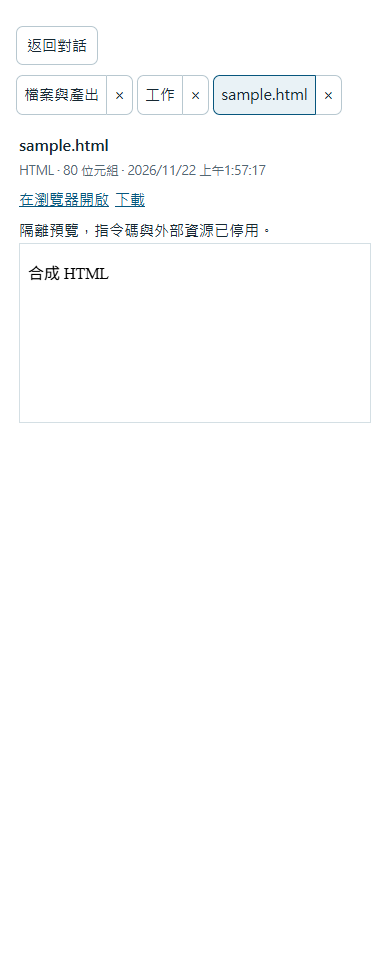 返回對話
檔案與產出 × 工作 × sample.html ×
sample.html
HTML · 80 位元組 · 2026/11/22 上午1:57:17
在瀏覽器開啟 下載
隔離預覽，指令碼與外部資源已停用。
合成 HTML